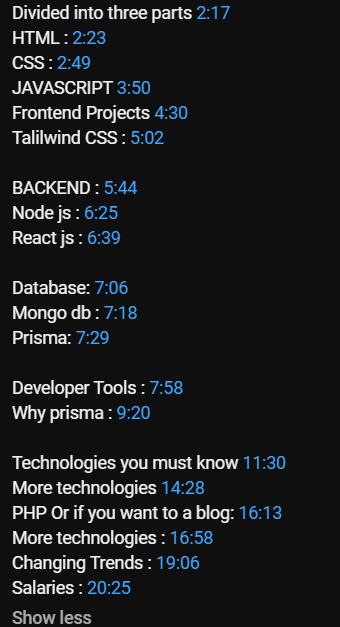 Divided into three parts 2:17
HTML : 2:23
CSS : 2:49
JAVASCRIPT 3:50
Frontend Projects 4:30
Talilwind CSS : 5:02
BACKEND : 5:44
Node js : 6:25
React js : 6:39
Database: 7:06
Mongo db : 7:18
Prisma: 7:29
Developer Tools : 7:58
Why prisma : 9:20
Technologies you must know 11:30
More technologies 14:28
PHP Or if you want to a blog: 16:13
More technologies : 16:58
Changing Trends : 19:06
Salaries : 20:25
Show less